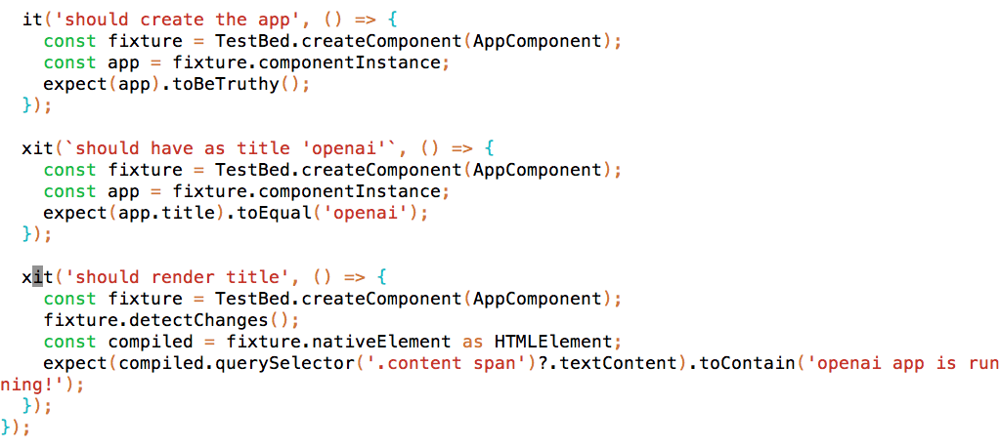 it('should create the app', () => {
    const fixture = TestBed.createComponent(AppComponent);
    const app = fixture.componentInstance;
    expect(app).toBeTruthy();
  });

  xit(`should have as title 'openai'`, () => {
    const fixture = TestBed.createComponent(AppComponent);
    const app = fixture.componentInstance;
    expect(app.title).toEqual('openai');
  });

  xit('should render title', () => {
    const fixture = TestBed.createComponent(AppComponent);
    fixture.detectChanges();
    const compiled = fixture.nativeElement as HTMLElement;
    expect(compiled.querySelector('.content span')?.textContent).toContain('openai app is run
ning!');
  });
});